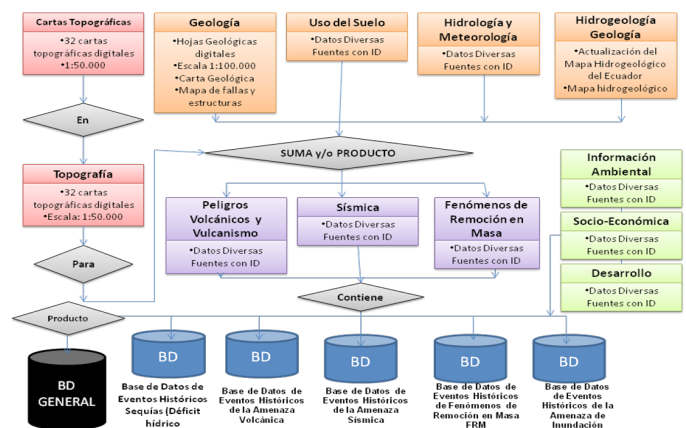 Cartas Topográficas
•32 cartas
topográficas digitales
•1:50.000
Geología
•Hojas Geológicas
digitales
•Escala 1:100.000
•Carta Geológica
•Mapa de fallas y
estructuras
Uso del Suelo
•Datos Diversas
Fuentes con ID
Hidrología y
Meteorología
•Datos Diversas
Fuentes con ID
Hidrogeología
Geología
•Actualización del
Mapa Hidrogeológico
del Ecuador
•Mapa hidrogeológico
En
SUMA y/o PRODUCTO
Topografía
•32 cartas
topográficas digitales
•Escala: 1:50.000
Peligros
Volcánicos y
Vulcanismo
•Datos Diversas
Fuentes con ID
Sísmica
•Datos Diversas
Fuentes con ID
Fenómenos de
Remoción en
Masa
•Datos Diversas
Fuentes con ID
Información
Ambiental
•Datos Diversas
Fuentes con ID
Socio-Económica
•Datos Diversas
Fuentes con ID
Desarrollo
•Datos Diversas
Fuentes con ID
Para
Contiene
Producto
BD
GENERAL
BD
Base de Datos de
Eventos Históricos
Sequías (Déficit
hídrico
BD
Base de Datos de
Eventos Históricos
de la Amenaza
Volcánica
BD
Base de Datos de
Eventos Históricos
de la Amenaza
Sísmica
BD
Base de Datos de
Eventos Históricos
de Fenómenos de
Remoción en Masa
FRM
BD
Base de Datos
de Eventos
Históricos de la
Amenaza de
Inundación